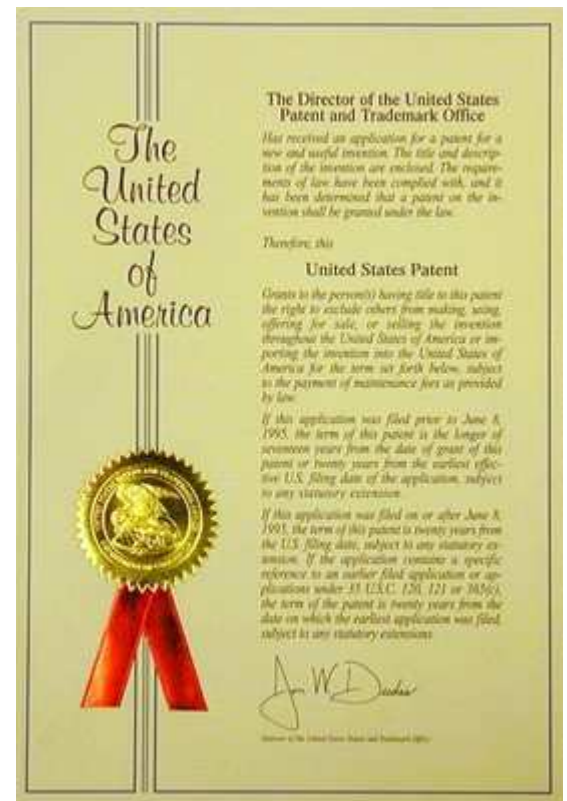 The
United
States
of
America
The Director of the United States
Patent and Trademark Office
Has received an application for a patent for a
new and useful invention. The title and descrip-
tion of the invention are enclosed. The require-
ments of law have been complied with, and it
has been determined that a patent on the in-
vention shall be granted under the law.
Therefore, this
United States Patent
Grants to the person(s) having title to this patent
the right to exclude others from making, using,
offering for sale, or selling the invention
throughout the United States of America or im-
porting the invention into the United States of
America for the term set forth below, subject
to the payment of maintenance fees as provided
by law.
If this application was filed prior to June 8,
1995, the term of this patent is the longer of
seventeen years from the date of grant of this
patent or twenty years from the earliest effec-
tive U.S. filing date of the application, subject
to any statutory extension.
If this application was filed on or after June 8,
1995, the term of this patent is twenty years from
the U.S. filing date, subject to any statutory ex-
tension. If the application contains a specific
reference to an earlier filed application or ap-
plications under 35 U.S.C. 120, 121 or 365(c),
the term of the patent is twenty years from the
date on which the earliest application was filed,
subject to any statutory extensions.
Jon W Dudas
Director of the United States Patent and Trademark Office